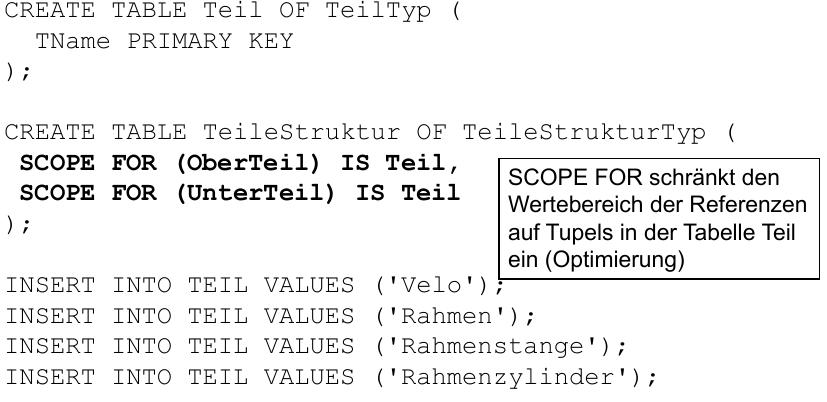 CREATE TABLE Teil OF TeilTyp (
TName PRIMARY KEY
);
CREATE TABLE TeileStruktur OF TeileStrukturTyp (
SCOPE FOR (OberTeil) IS Teil,
SCOPE FOR (UnterTeil) IS Teil
);
SCOPE FOR schränkt den
Wertebereich der Referenzen
auf Tupels in der Tabelle Teil
ein (Optimierung)
INSERT INTO TEIL VALUES ('Velo');
INSERT INTO TEIL VALUES ('Rahmen');
INSERT INTO TEIL VALUES ('Rahmenstange');
INSERT INTO TEIL VALUES ('Rahmenzylinder');